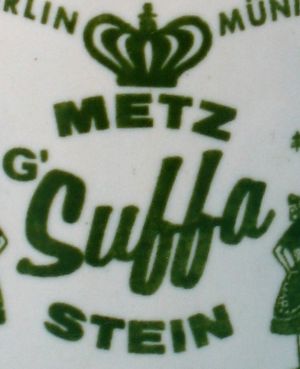 RLIN MÜN
METZ
G'
Suffa
STEIN